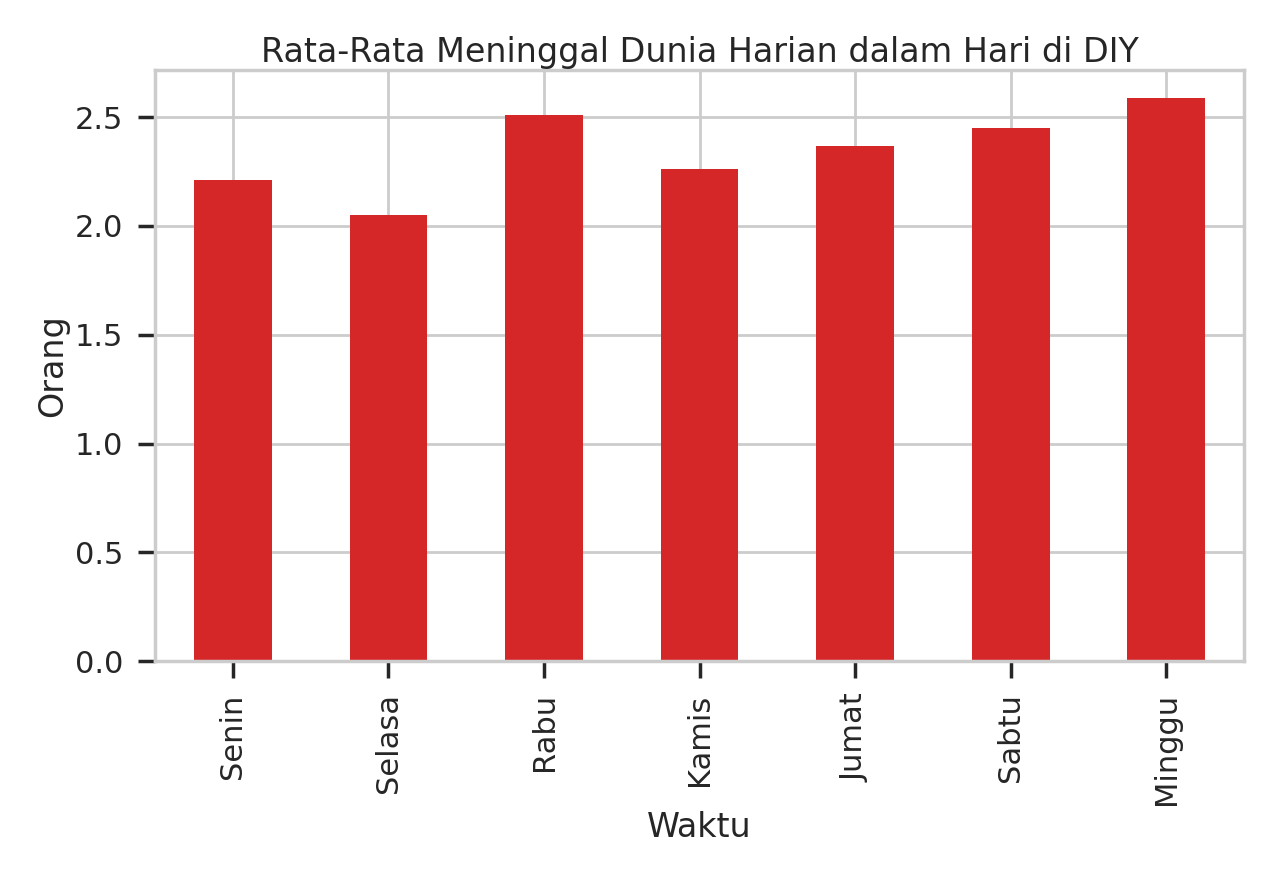 Rata-Rata Meninggal Dunia Harian dalam Hari di DIY
2.5
2.0
1.5
1.0
0.5
0.0
Orang
Senin
Selasa
Rabu
Kamis
Jumat
Sabtu
Minggu
Waktu